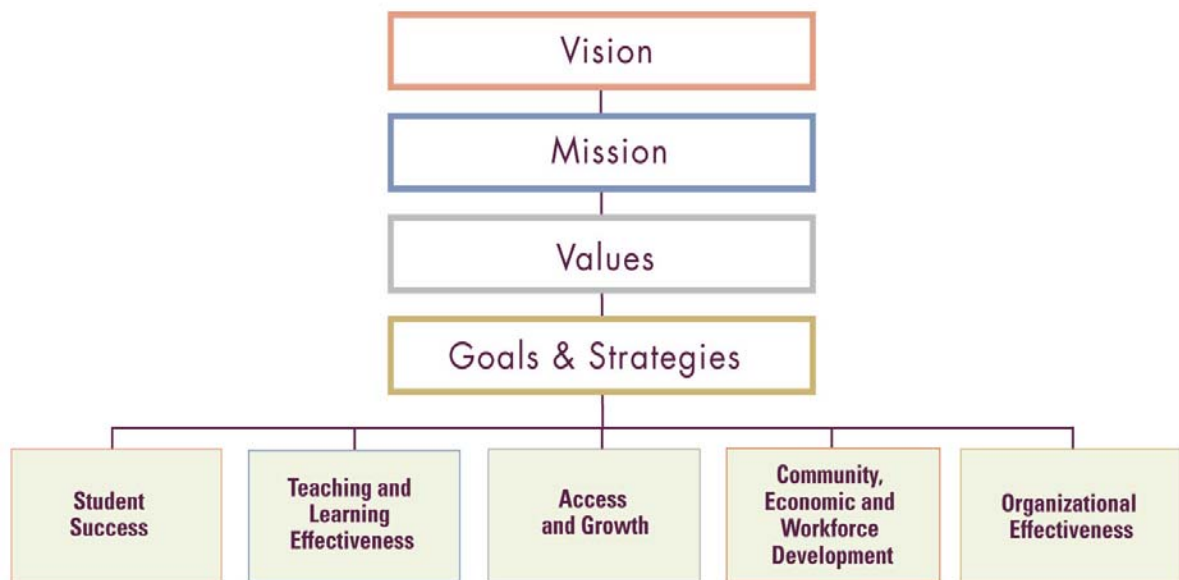 Vision
Mission
Values
Goals & Strategies
Student
Success
Teaching and
Learning
Effectiveness
Access
and Growth
Community,
Economic and
Workforce
Development
Organizational
Effectiveness